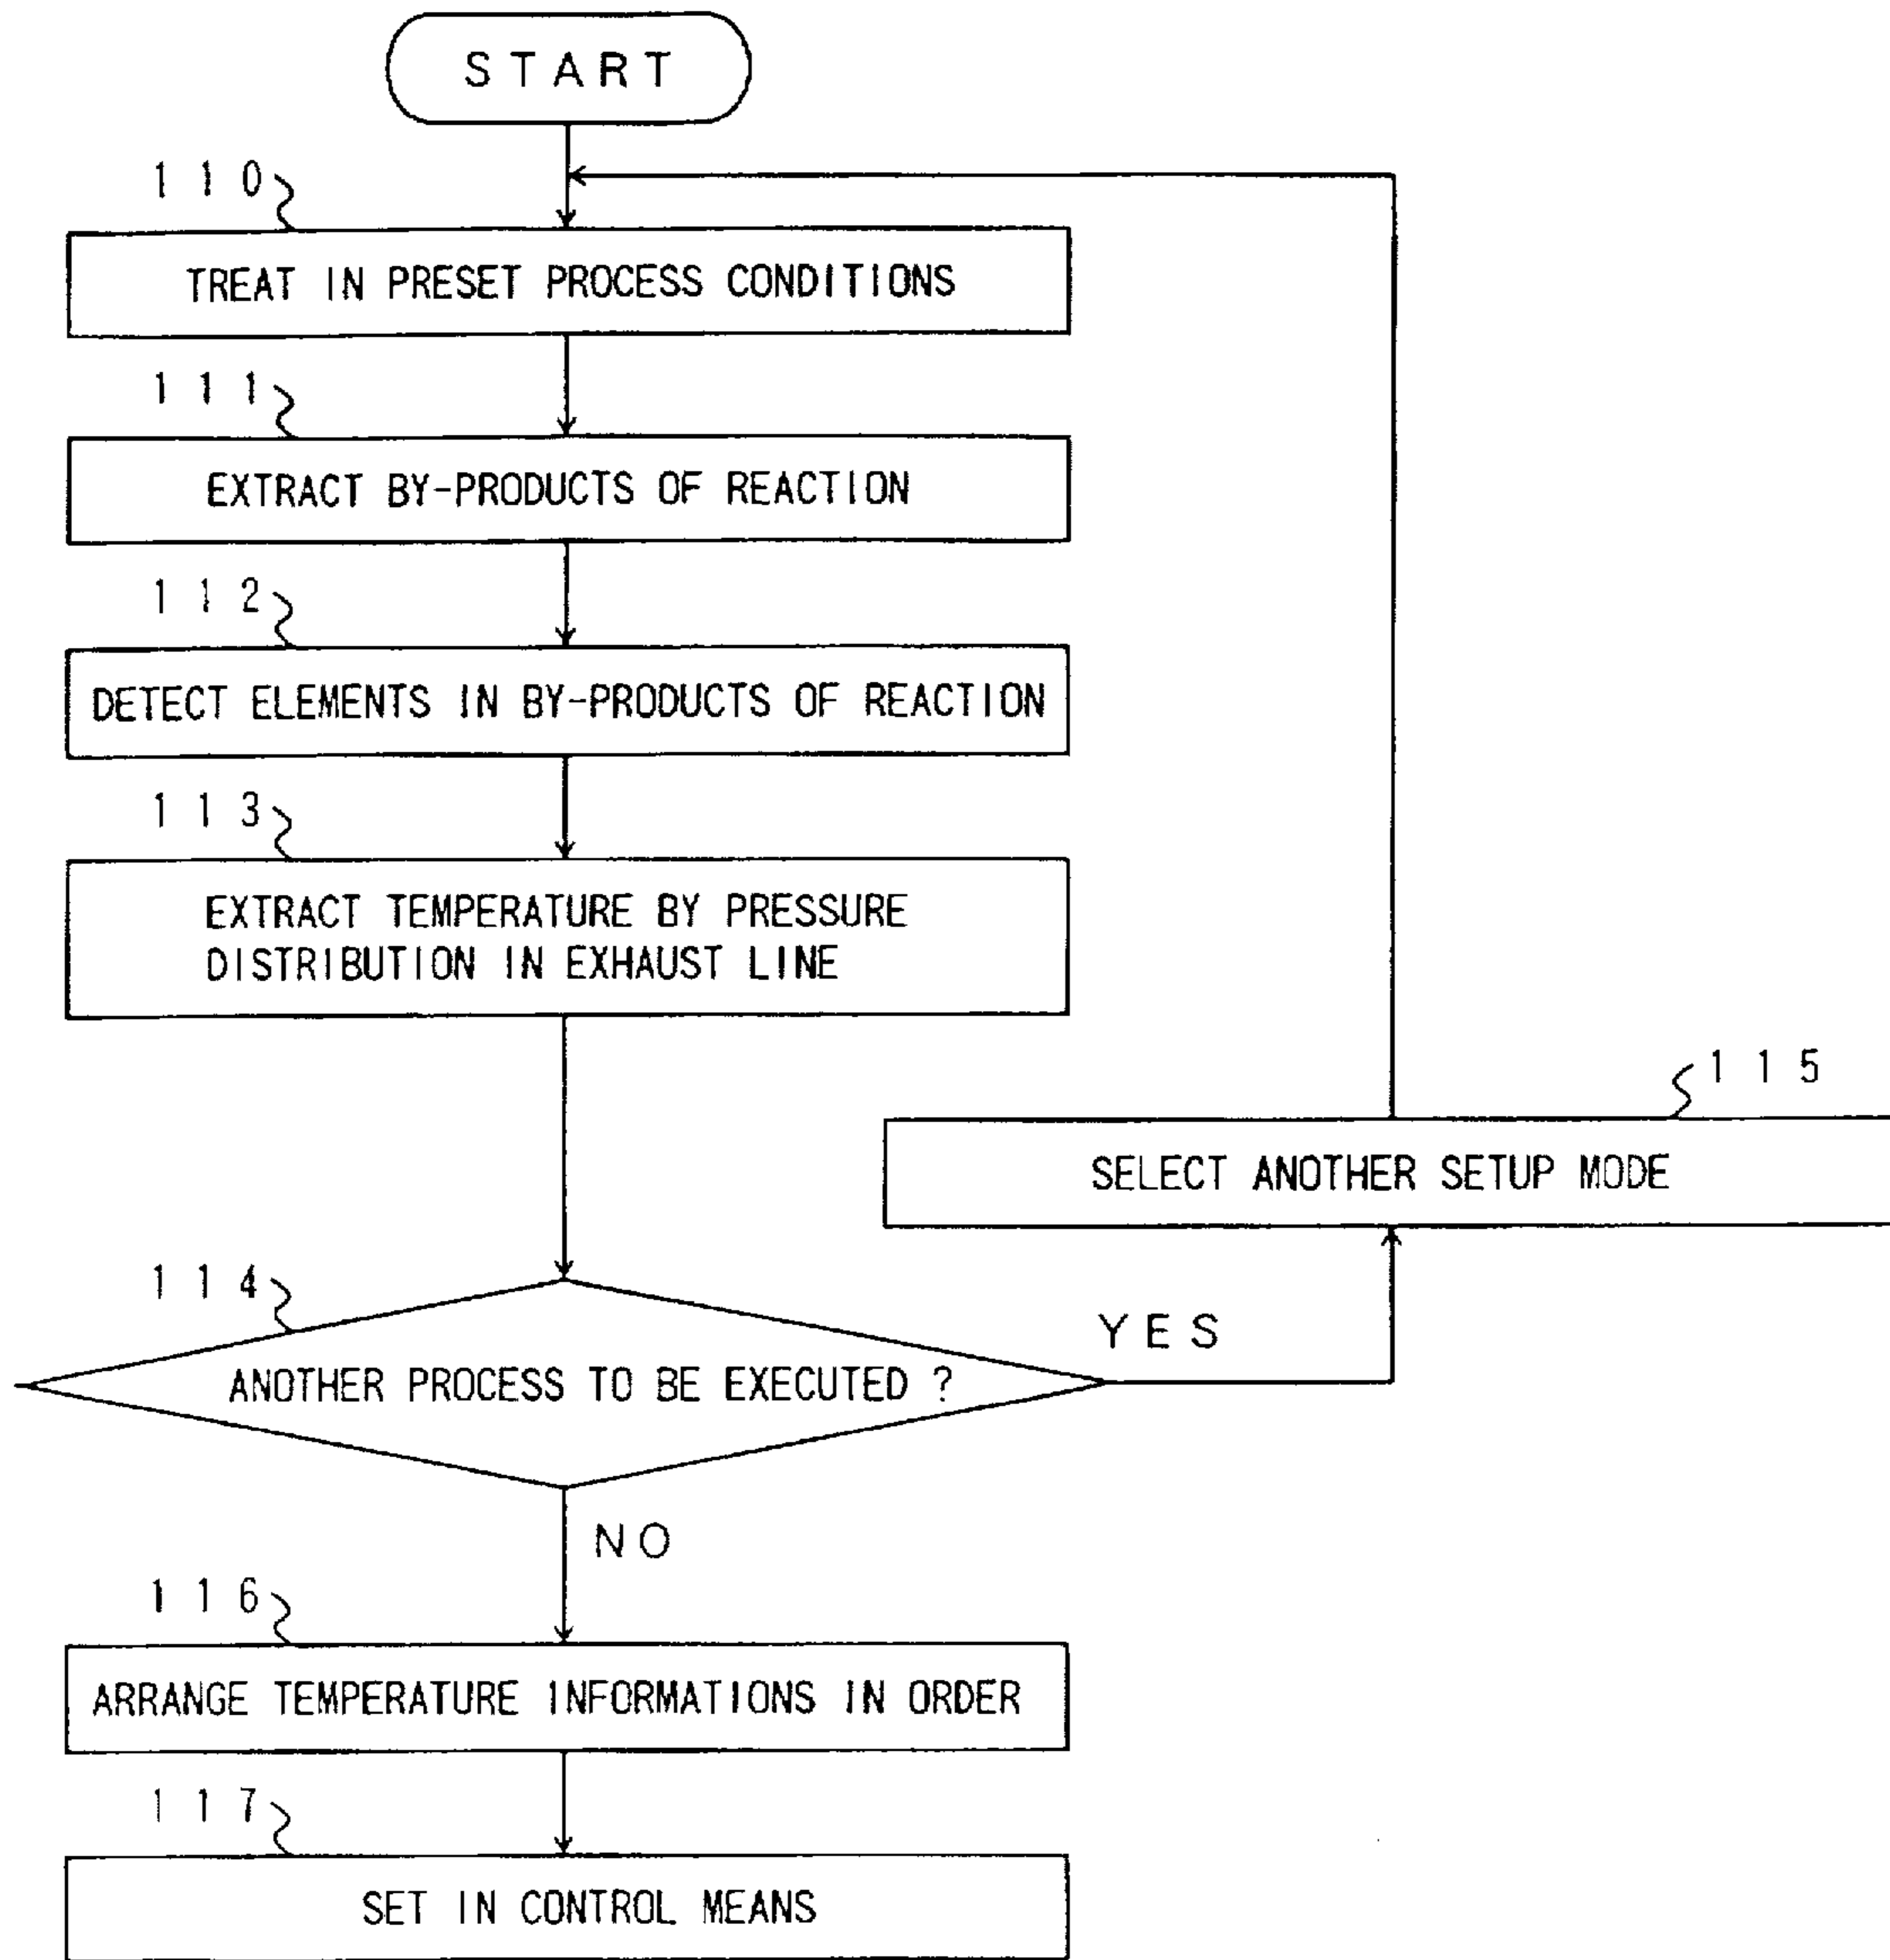 START
110
TREAT IN PRESET PROCESS CONDITIONS
111
EXTRACT BY-PRODUCTS OF REACTION
112
DETECT ELEMENTS IN BY-PRODUCTS OF REACTION
113
EXTRACT TEMPERATURE BY PRESSURE
DISTRIBUTION IN EXHAUST LINE
115
SELECT ANOTHER SETUP MODE
114
YES
ANOTHER PROCESS TO BE EXECUTED ?
NO
116
ARRANGE TEMPERATURE INFORMATIONS IN ORDER
117
SET IN CONTROL MEANS